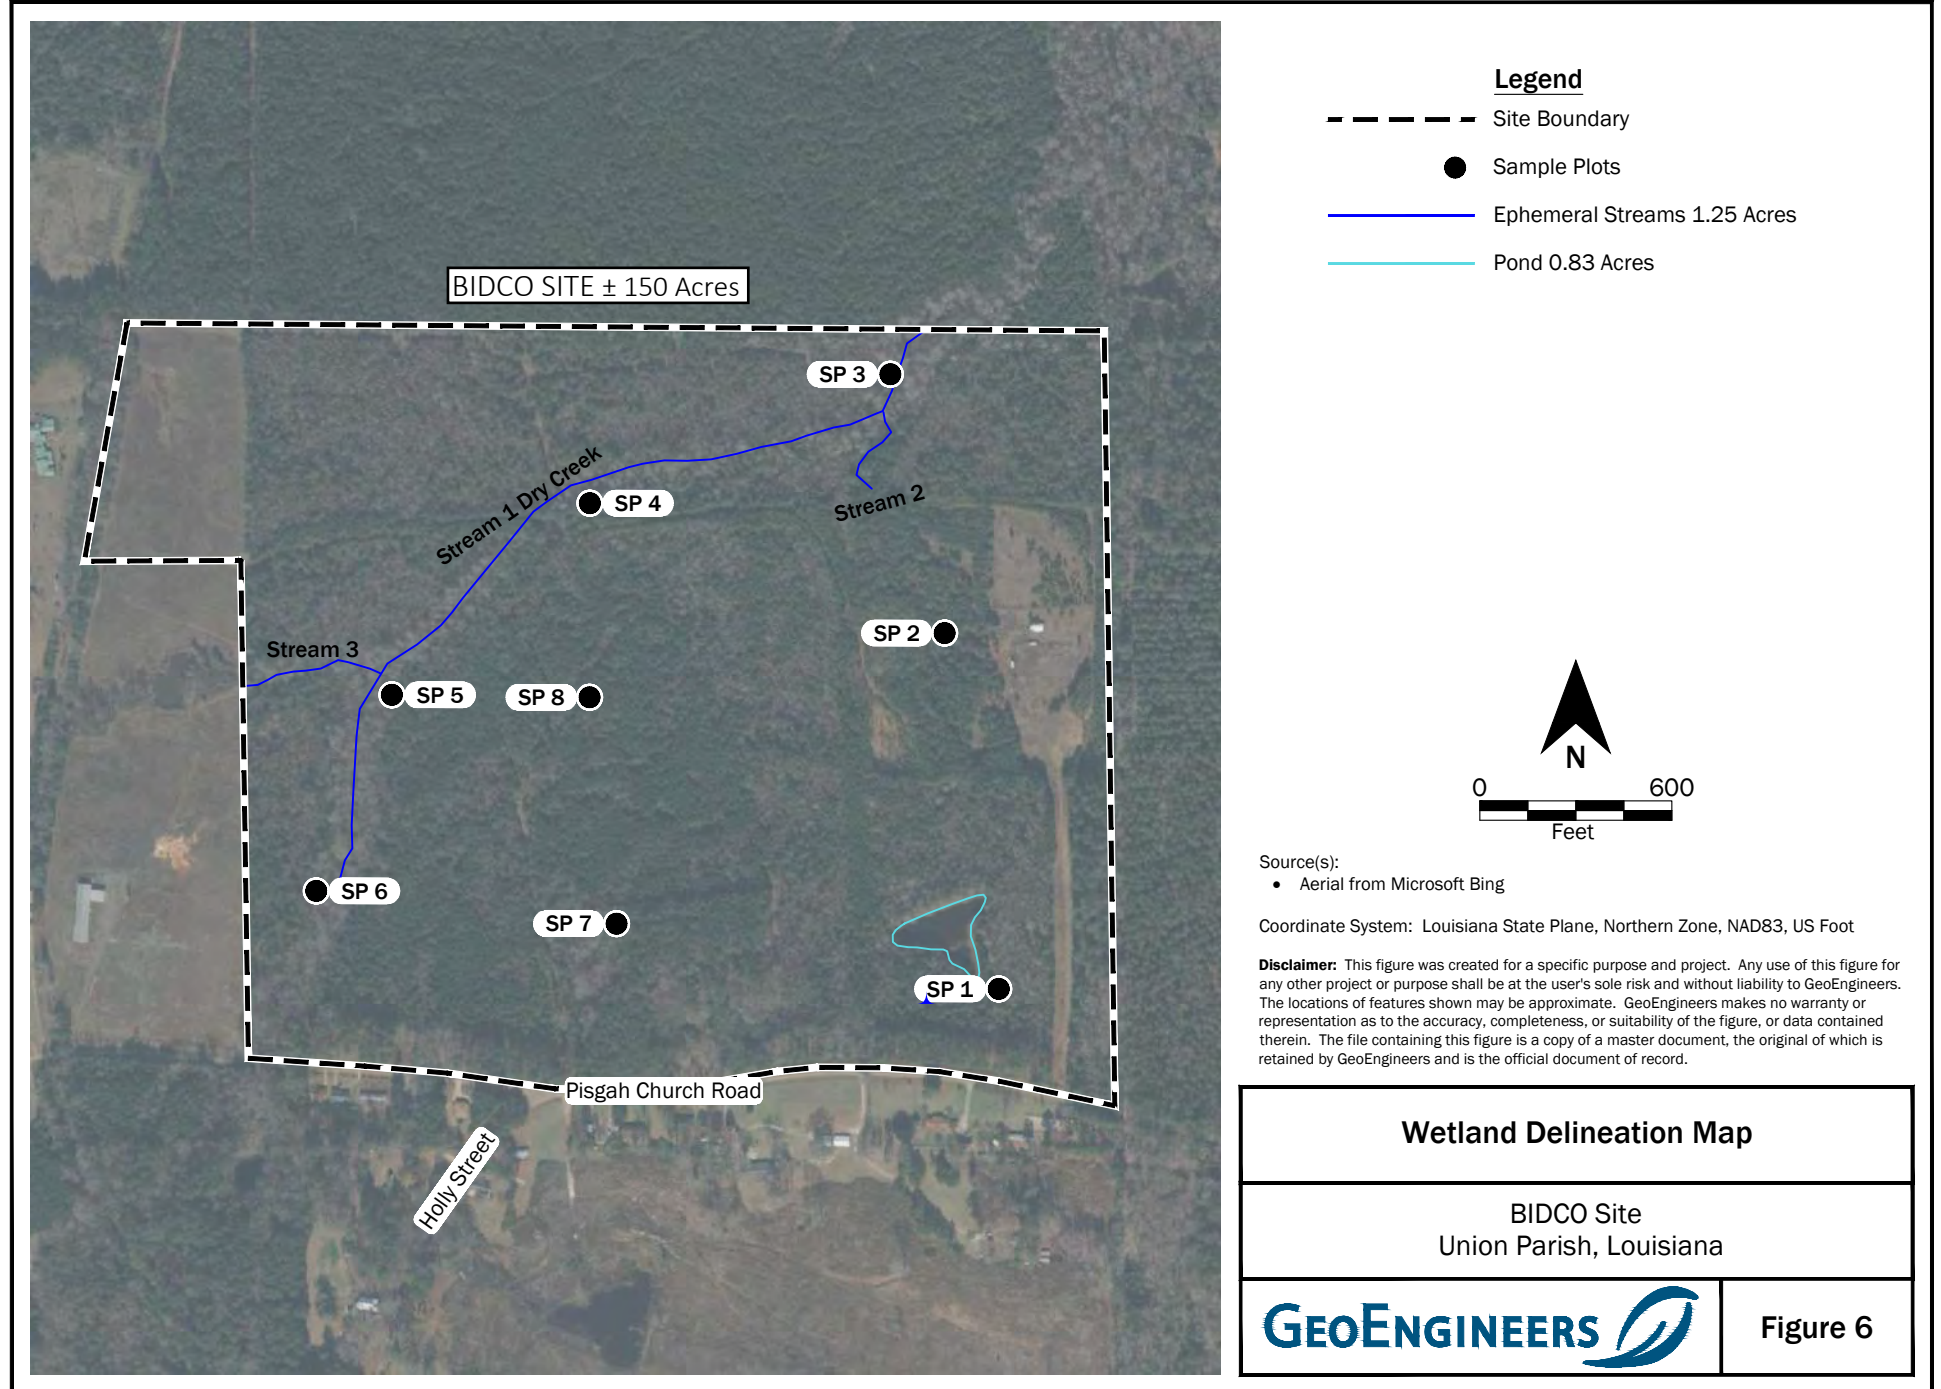 BIDCO SITE ± 150 Acres
SP 3
Stream 1 Dry Creek
SP 4
Stream 2
SP 2
Stream 3
SP 5
SP 8
SP 6
SP 7
SP 1
Pisgah Church Road
Holly Street
Legend
Site Boundary
Sample Plots
Ephemeral Streams 1.25 Acres
Pond 0.83 Acres
N
0 600
Feet
Source(s):
• Aerial from Microsoft Bing
Coordinate System: Louisiana State Plane, Northern Zone, NAD83, US Foot
Disclaimer: This figure was created for a specific purpose and project. Any use of this figure for
any other project or purpose shall be at the user's sole risk and without liability to GeoEngineers.
The locations of features shown may be approximate. GeoEngineers makes no warranty or
representation as to the accuracy, completeness, or suitability of the figure, or data contained
therein. The file containing this figure is a copy of a master document, the original of which is
retained by GeoEngineers and is the official document of record.
Wetland Delineation Map
BIDCO Site
Union Parish, Louisiana
GEOENGINEERS
Figure 6